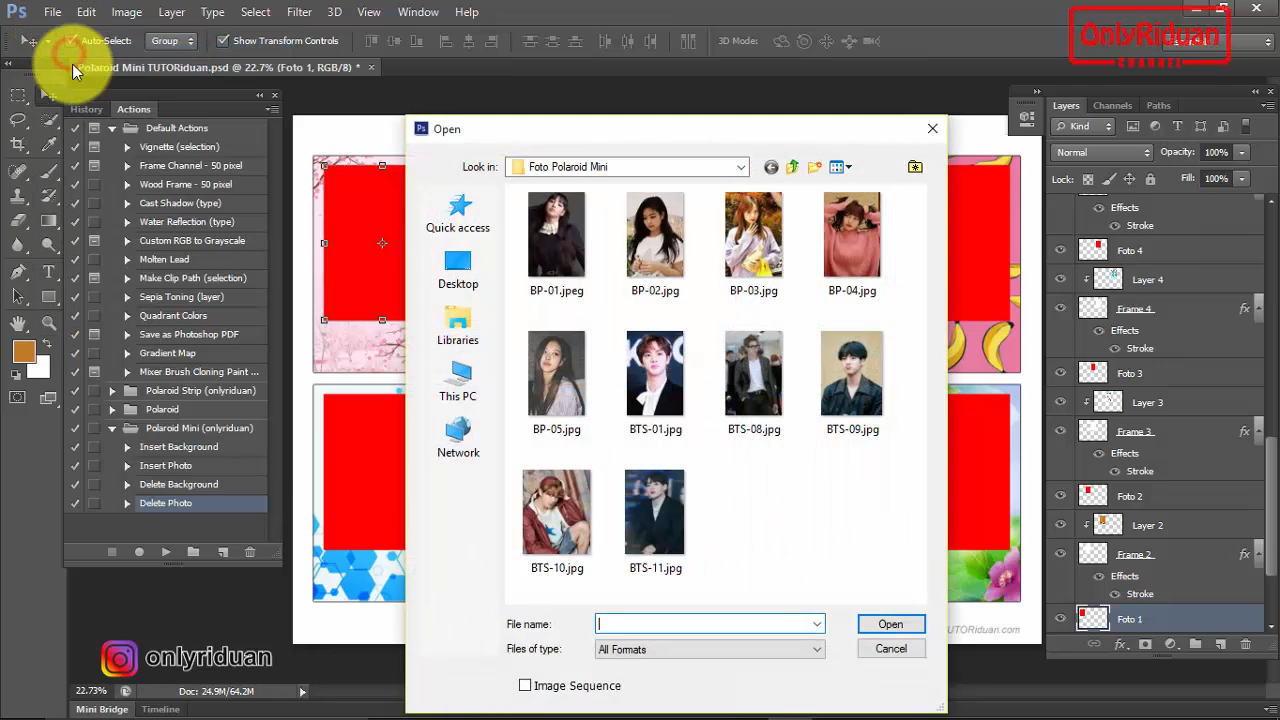 Ps File Edit Image Layer Type Select Filter 3D View Window Help
OnlyRiduan
CHANNEL
Auto-Select: Group Show Transform Controls 3D Mode:
Polaroid Mini TUTORiduan.psd @ 22.7% (Foto 1, RGB/8) *
History Actions
Default Actions
Vignette (selection)
Frame Channel - 50 pixel
Wood Frame - 50 pixel
Cast Shadow (type)
Water Reflection (type)
Custom RGB to Grayscale
Molten Lead
Make Clip Path (selection)
Sepia Toning (layer)
Quadrant Colors
Save as Photoshop PDF
Gradient Map
Mixer Brush Cloning Paint ...
Polaroid Strip (onlyriduan)
Polaroid
Polaroid Mini (onlyriduan)
Insert Background
Insert Photo
Delete Background
Delete Photo
Ps Open
Look in: Foto Polaroid Mini
Quick access
Desktop
Libraries
This PC
Network
BP-01.jpeg BP-02.jpg BP-03.jpg BP-04.jpg
BP-05.jpg BTS-01.jpg BTS-08.jpg BTS-09.jpg
BTS-10.jpg BTS-11.jpg
File name: Open
Files of type: All Formats Cancel
Image Sequence
Layers Channels Paths
Kind
Normal Opacity: 100%
Lock: Fill: 100%
Effects
Stroke
Foto 4
Layer 4
Frame 4 fx
Effects
Stroke
Foto 3
Layer 3
Frame 3 fx
Effects
Stroke
Foto 2
Layer 2
Frame 2 fx
Effects
Stroke
Foto 1
TUTORiduan.com
onlyriduan
22.73% Doc: 24.9M/64.2M
Mini Bridge Timeline